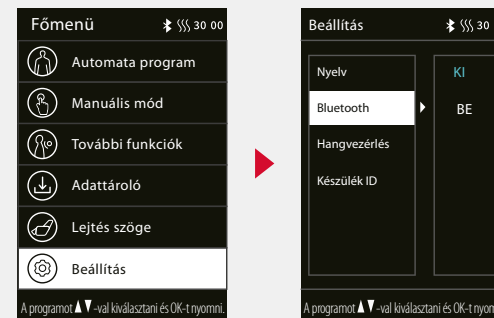 Főmenü 30 00
Automata program
Manuális mód
További funkciók
Adattároló
Lejtés szöge
Beállítás
A programot ▲▼-val kiválasztani és OK-t nyomni.
Beállítás 30
Nyelv KI
Bluetooth BE
Hangvezérlés
Készülék ID
A programot ▲▼-val kiválasztani és OK-t